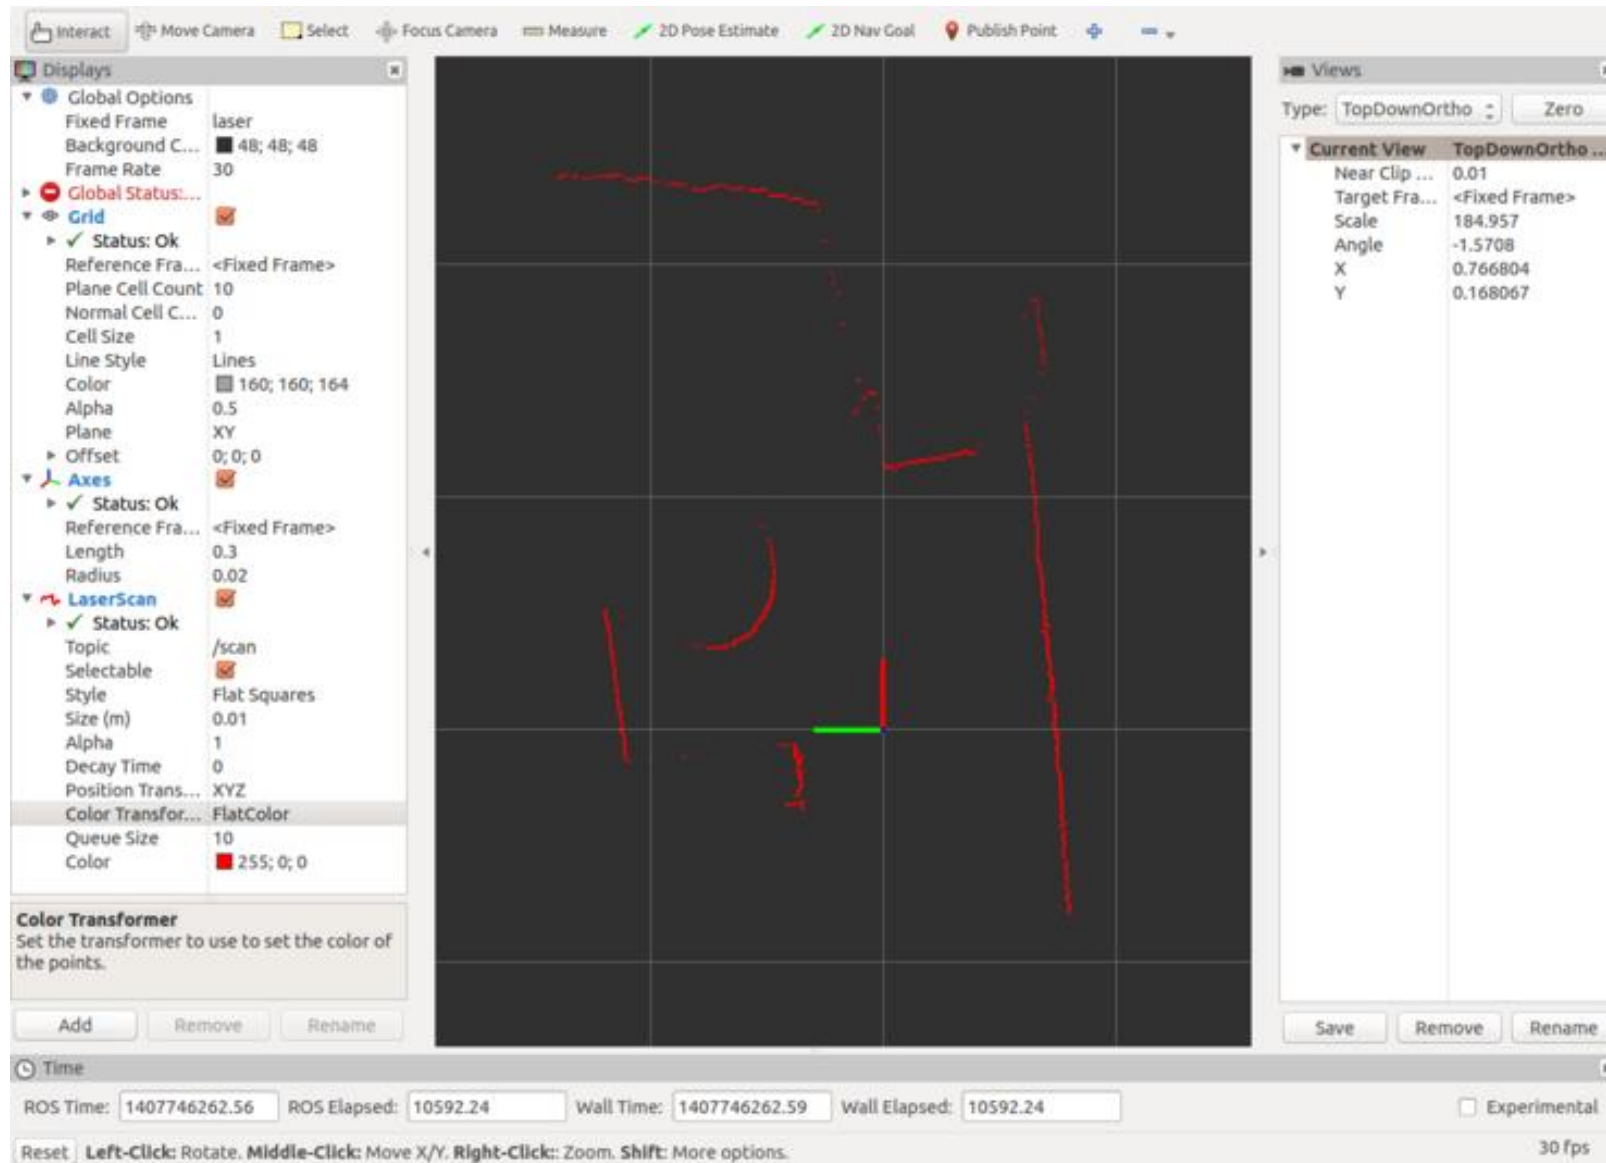 Interact Move Camera Select Focus Camera Measure 2D Pose Estimate 2D Nav Goal Publish Point
Displays
Global Options
Fixed Frame laser
Background C... 48; 48; 48
Frame Rate 30
Global Status:...
Grid
Status: Ok
Reference Fra... <Fixed Frame>
Plane Cell Count 10
Normal Cell C... 0
Cell Size 1
Line Style Lines
Color 160; 160; 164
Alpha 0.5
Plane XY
Offset 0; 0; 0
Axes
Status: Ok
Reference Fra... <Fixed Frame>
Length 0.3
Radius 0.02
LaserScan
Status: Ok
Topic /scan
Selectable
Style Flat Squares
Size (m) 0.01
Alpha 1
Decay Time 0
Position Trans... XYZ
Color Transfor... FlatColor
Queue Size 10
Color 255; 0; 0
Color Transformer
Set the transformer to use to set the color of
the points.
Add Remove Rename
Views
Type: TopDownOrtho Zero
Current View TopDownOrtho ...
Near Clip ... 0.01
Target Fra... <Fixed Frame>
Scale 184.957
Angle -1.5708
X 0.766804
Y 0.168067
Save Remove Rename
Time
ROS Time: 1407746262.56 ROS Elapsed: 10592.24 Wall Time: 1407746262.59 Wall Elapsed: 10592.24 Experimental
Reset Left-Click: Rotate. Middle-Click: Move X/Y. Right-Click:: Zoom. Shift: More options. 30 fps